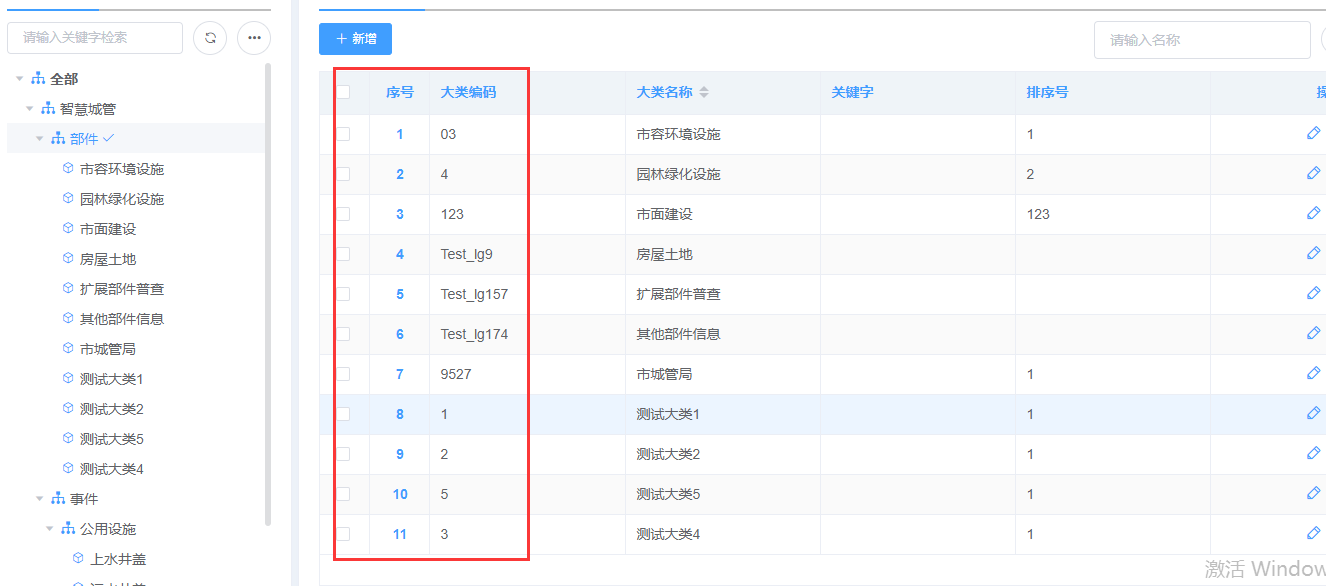 请输入关键字检索
全部
智慧城管
部件
市容环境设施
园林绿化设施
市面建设
房屋土地
扩展部件普查
其他部件信息
市城管局
测试大类1
测试大类2
测试大类5
测试大类4
事件
公用设施
上水井盖
+ 新增
请输入名称
序号 大类编码 大类名称 关键字 排序号
1 03 市容环境设施 1
2 4 园林绿化设施 2
3 123 市面建设 123
4 Test_lg9 房屋土地
5 Test_lg157 扩展部件普查
6 Test_lg174 其他部件信息
7 9527 市城管局 1
8 1 测试大类1 1
9 2 测试大类2 1
10 5 测试大类5 1
11 3 测试大类4 1
激活 Window